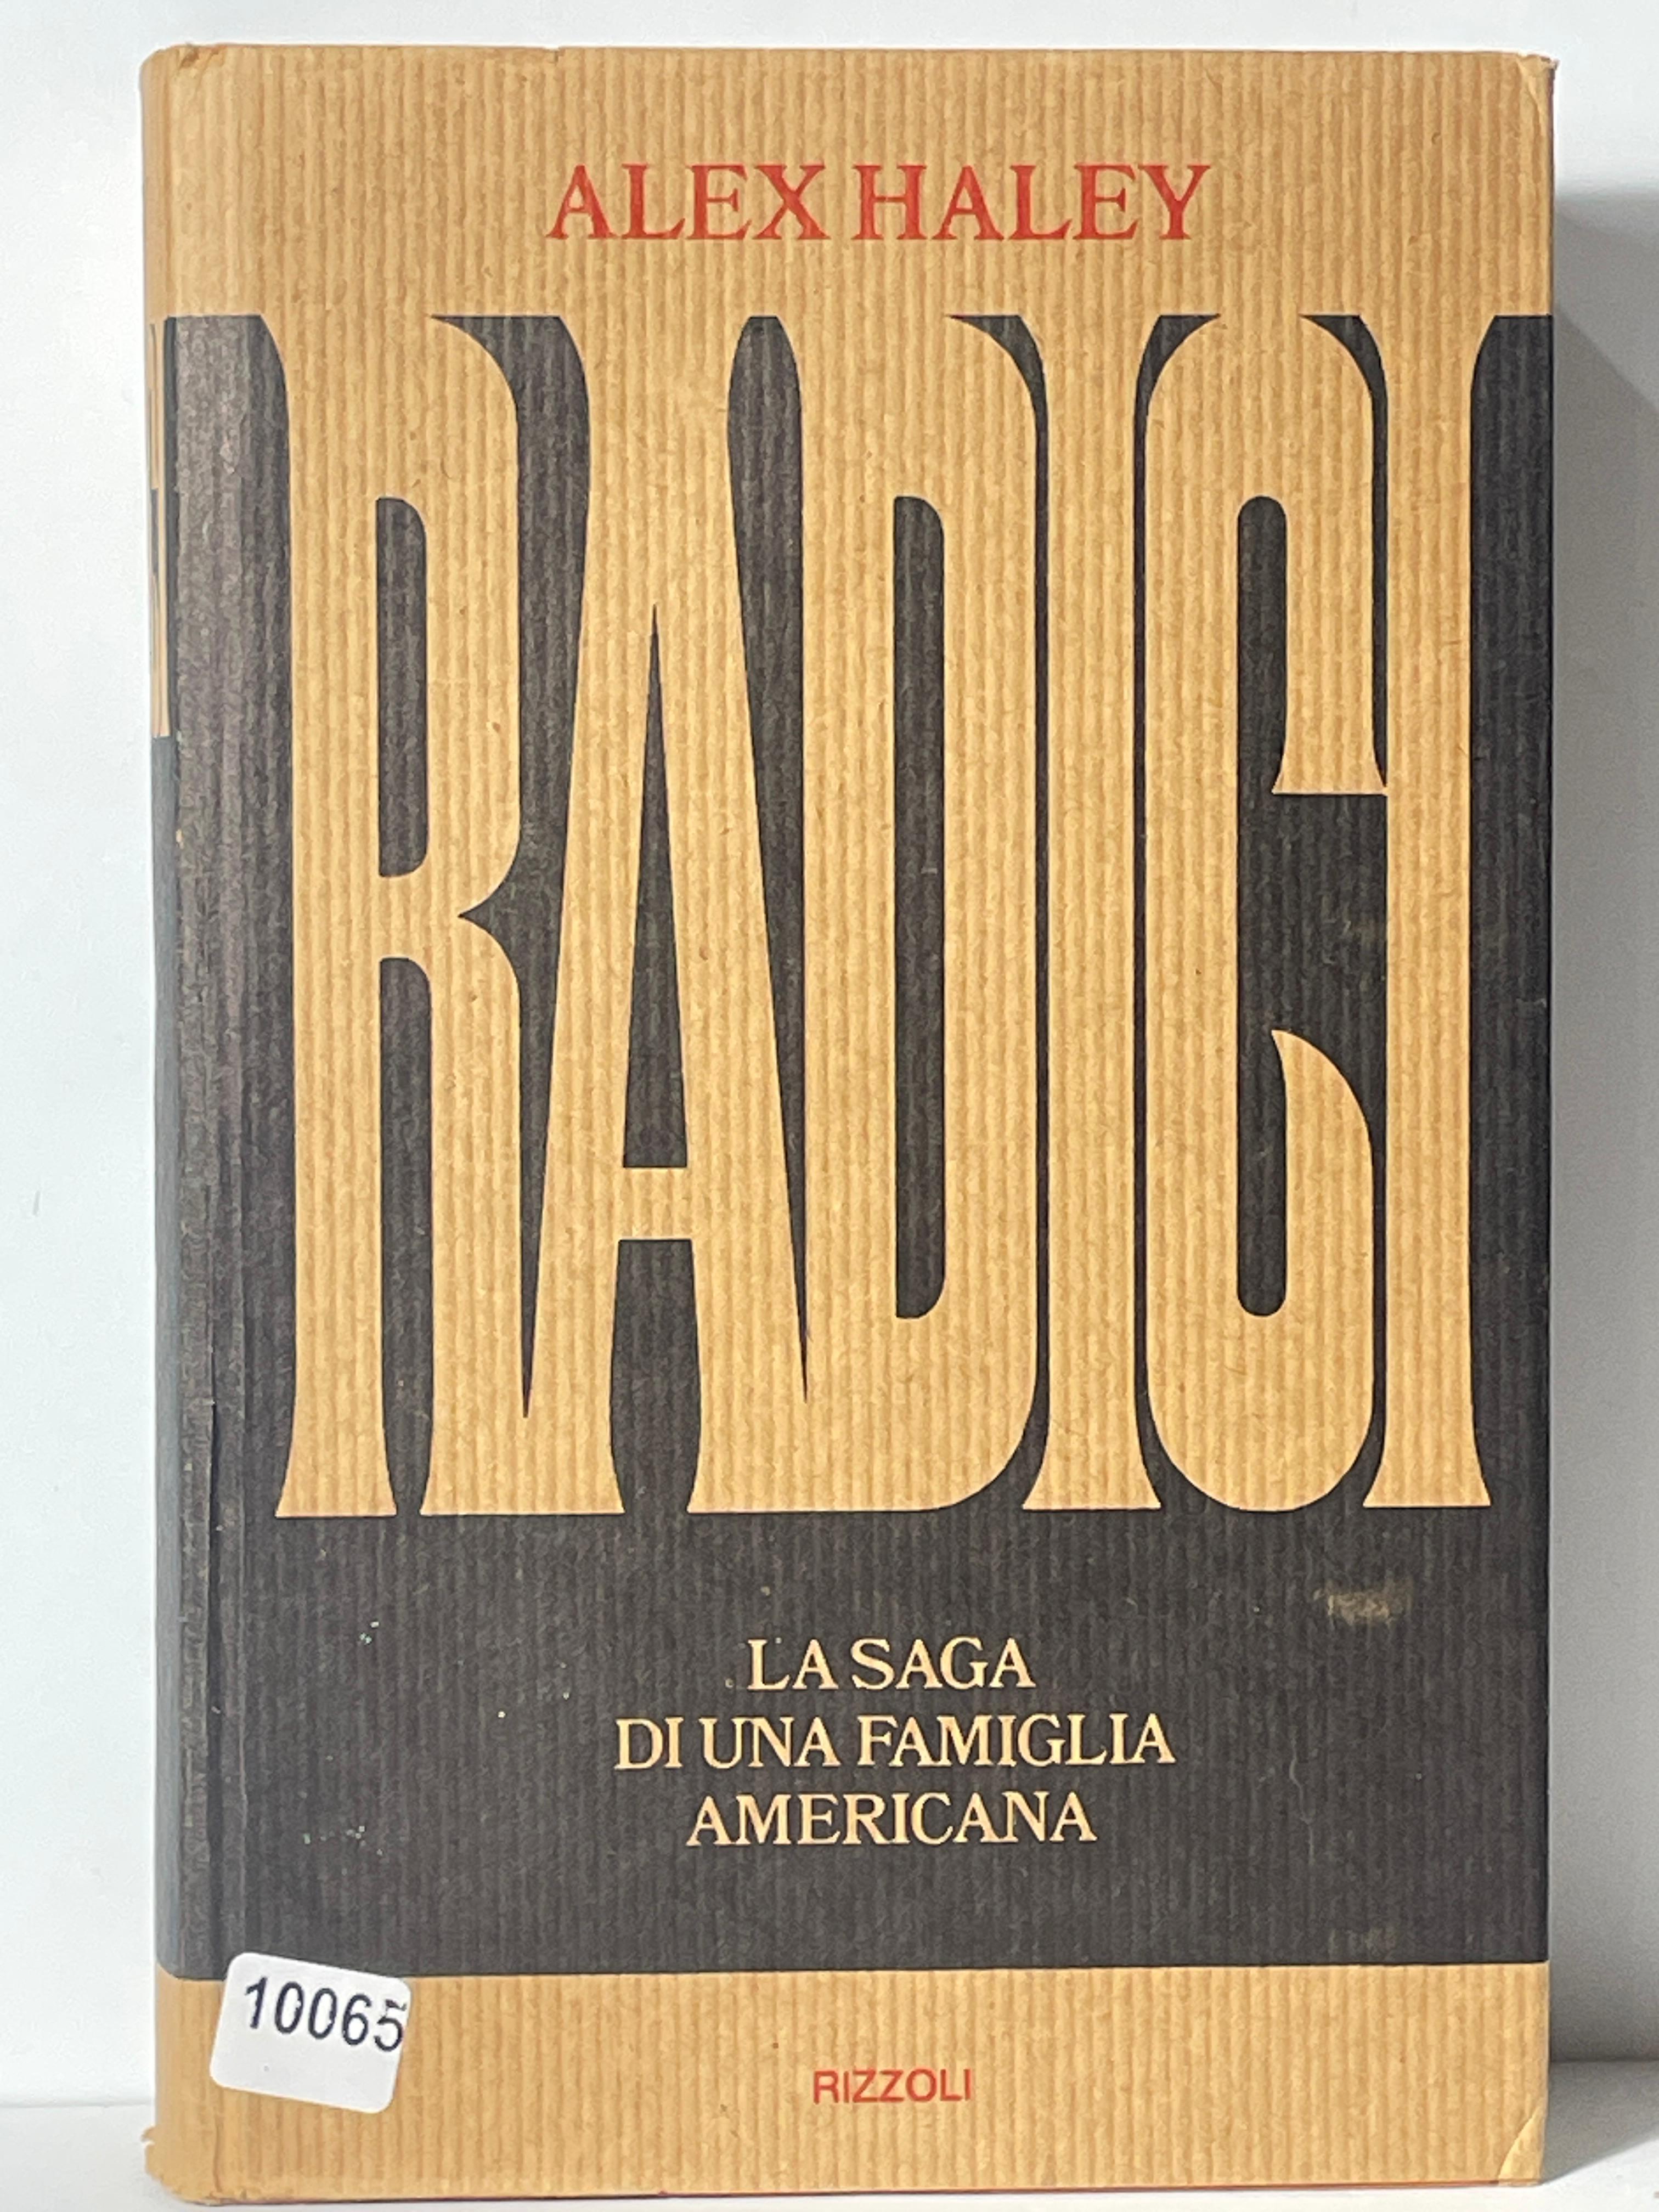 ALEX HALEY
RADICI
LA SAGA
DI UNA FAMIGLIA
AMERICANA
10065
RIZZOLI